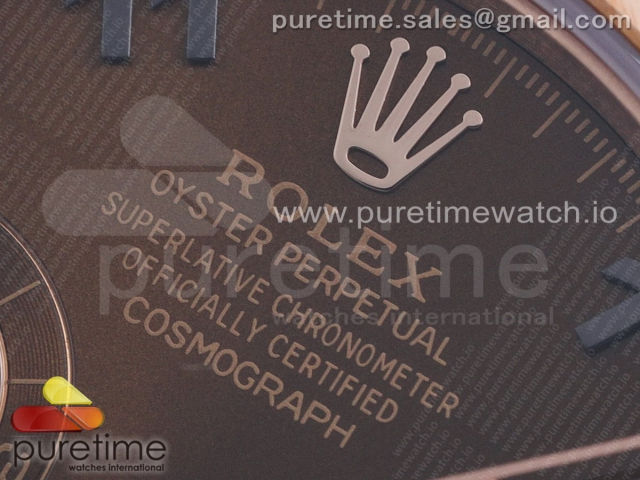 puretime.sales@gmail.com
ROLEX
www.puretimewatch.io
OYSTER PERPETUAL
SUPERLATIVE CHRONOMETER
OFFICIALLY CERTIFIED
COSMOGRAPH
puretime
watches international
puretime
watches international